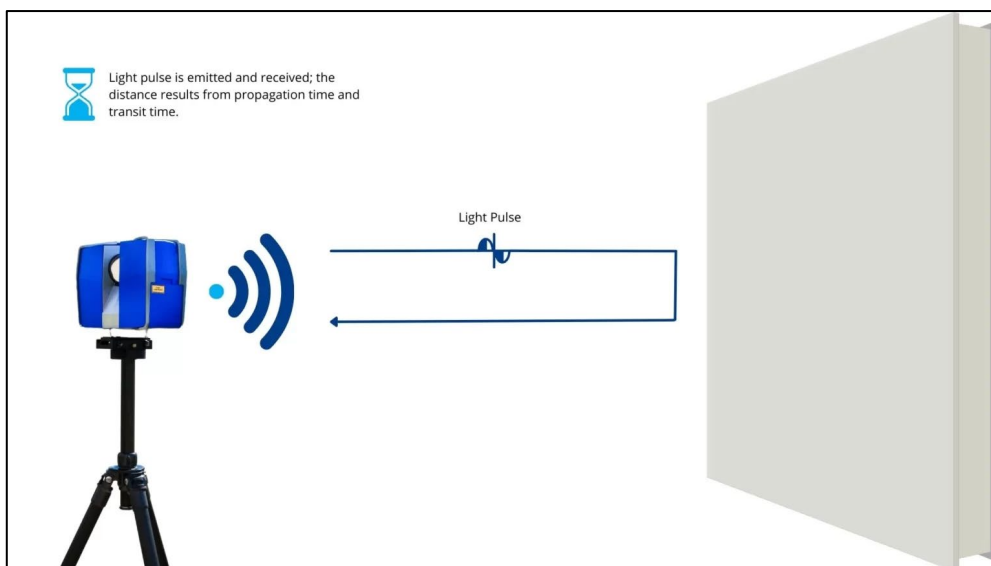 Light pulse is emitted and received; the
distance results from propagation time and
transit time.
Light Pulse